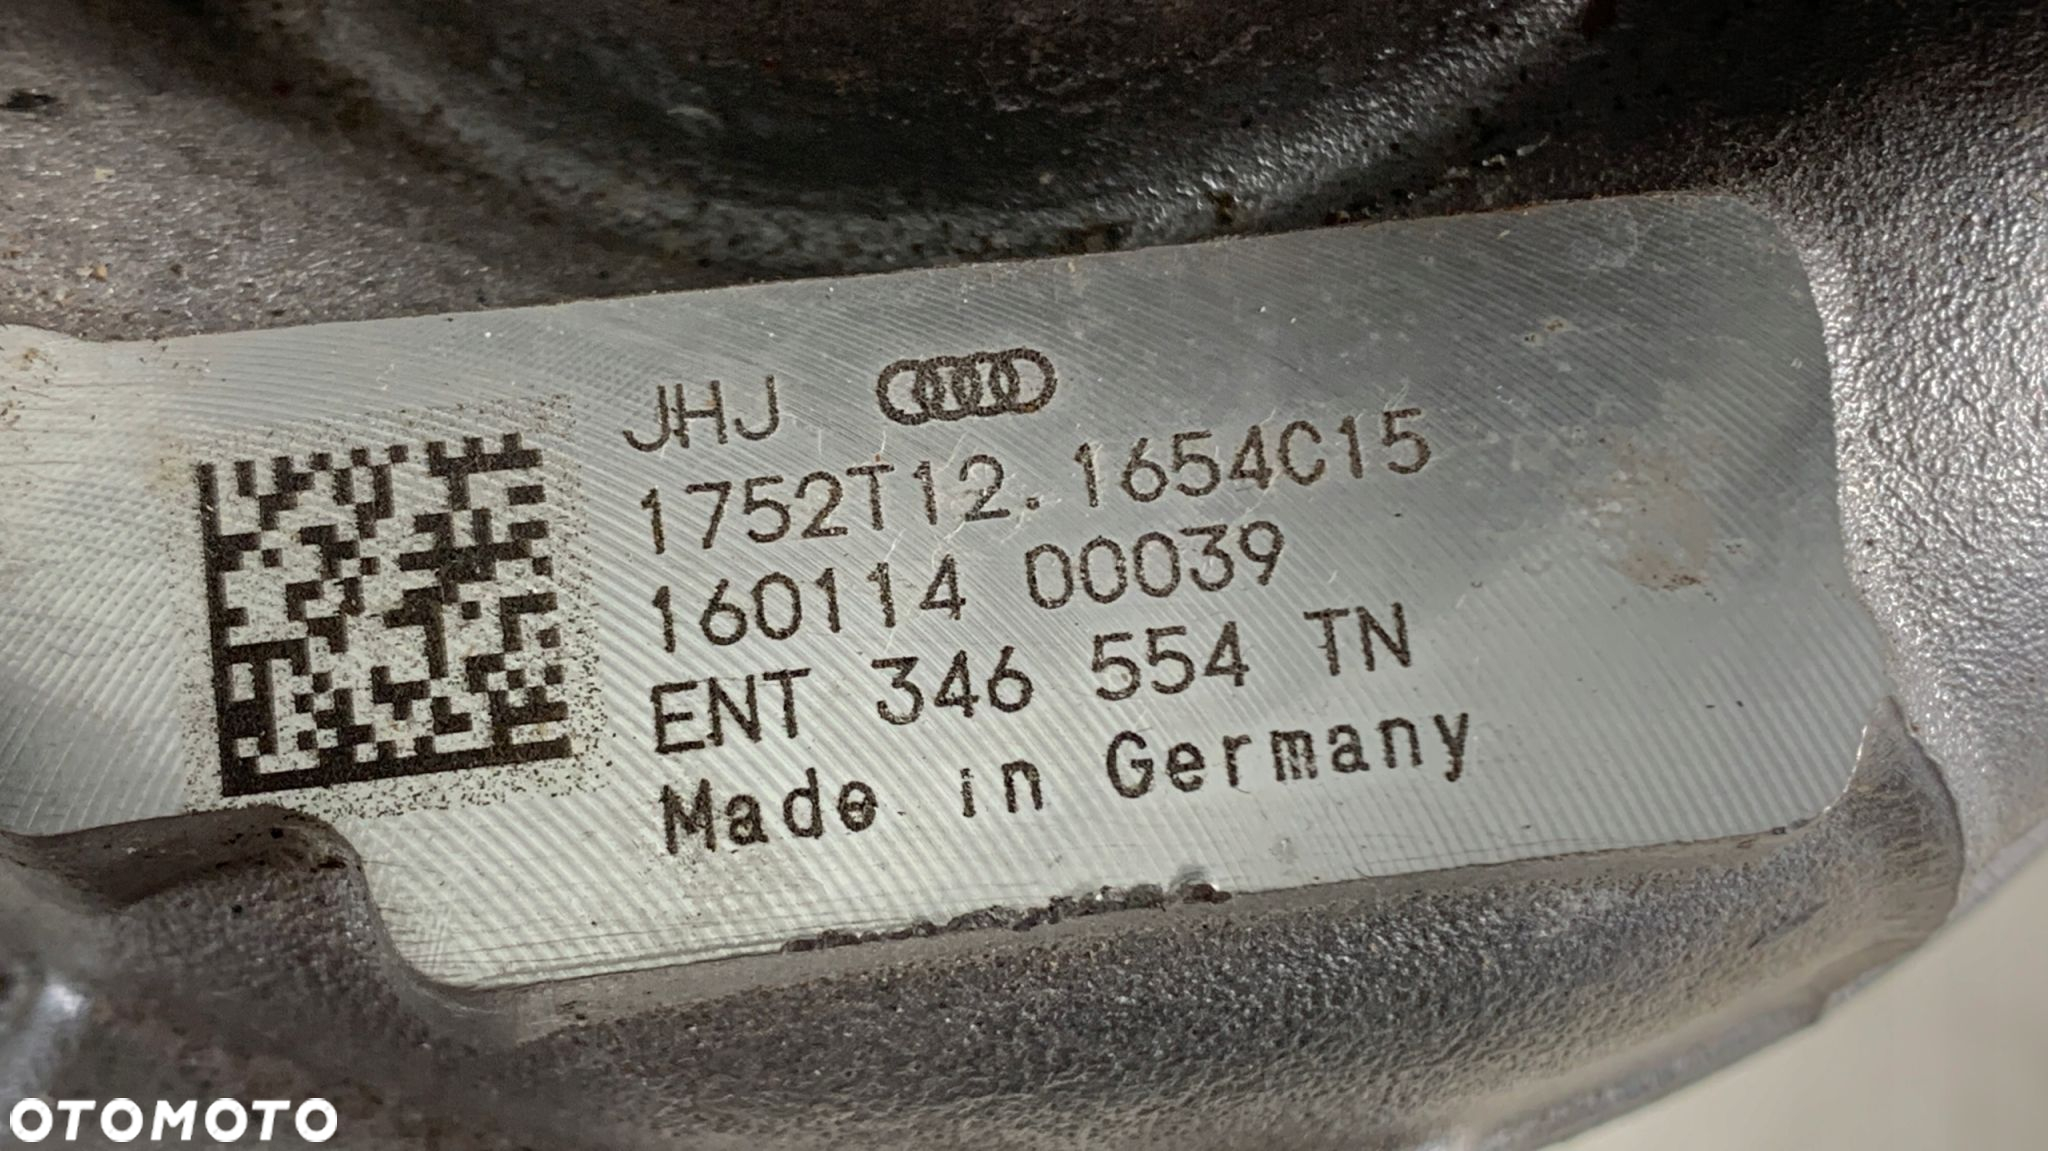 JHJ
1752T12.1654C15
160114 00039
ENT 346 554 TN
Made in Germany
OTOMOTO